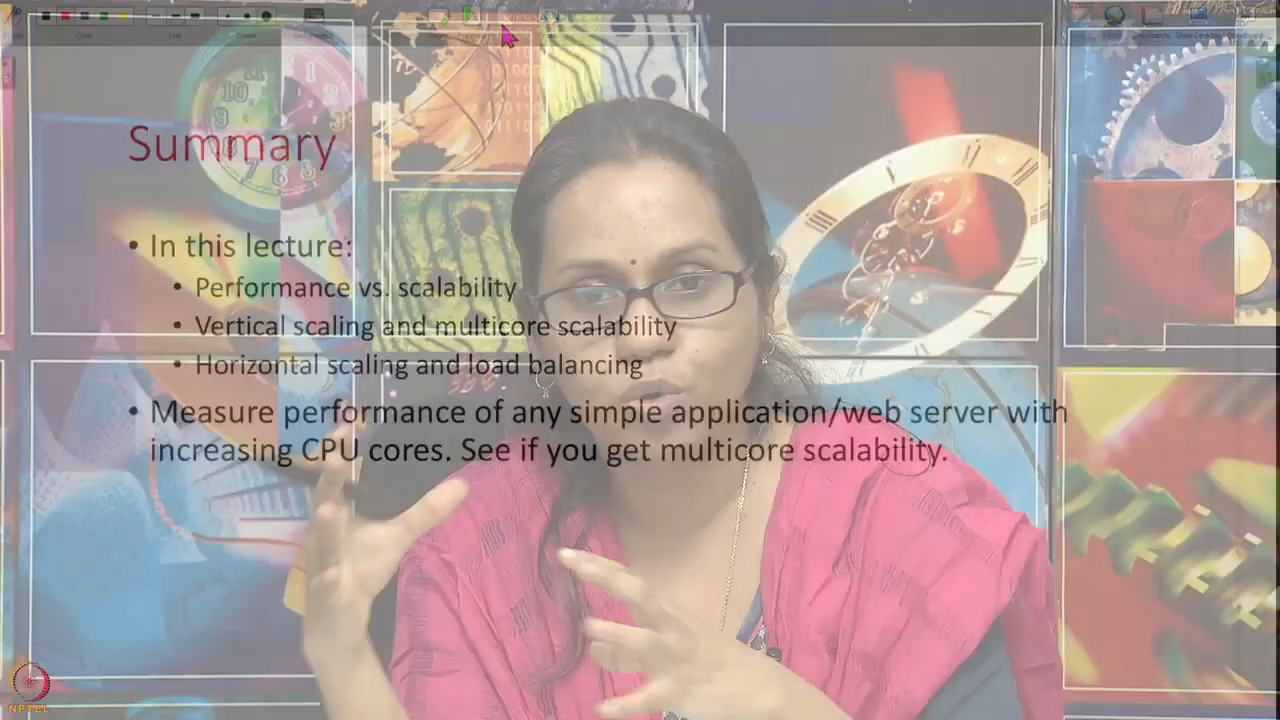 Summary
• In this lecture:
• Performance vs. scalability
• Vertical scaling and multicore scalability
• Horizontal scaling and load balancing
• Measure performance of any simple application/web server with
increasing CPU cores. See if you get multicore scalability.
NPTEL